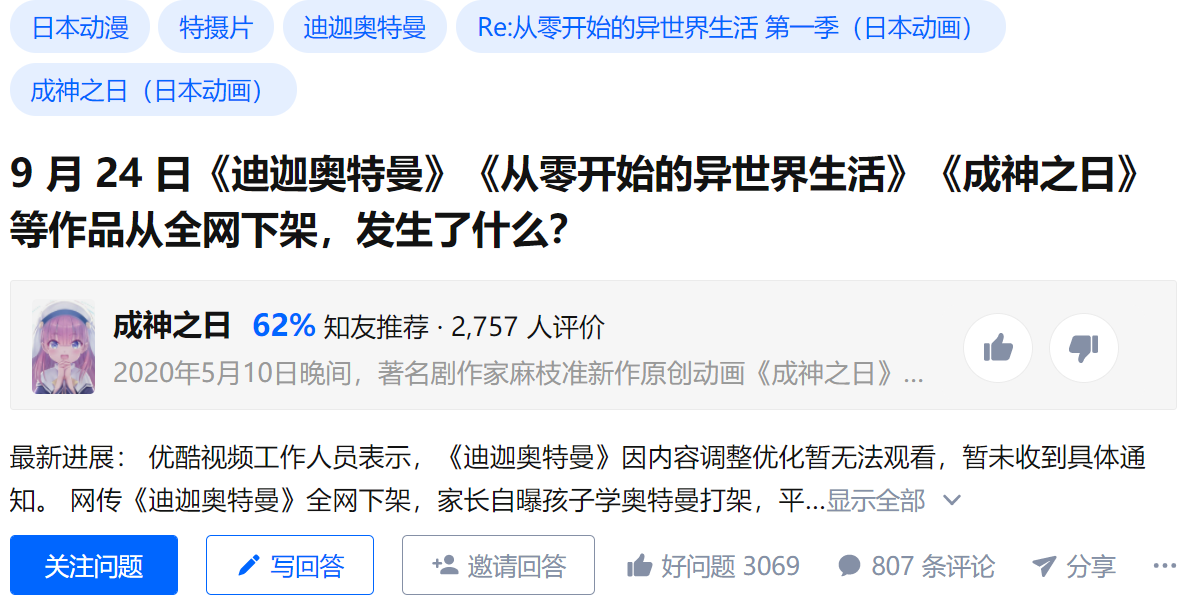 日本动漫 特摄片 迪迦奥特曼 Re:从零开始的异世界生活 第一季（日本动画）
成神之日（日本动画）
9 月 24 日《迪迦奥特曼》《从零开始的异世界生活》《成神之日》
等作品从全网下架，发生了什么？
成神之日 62% 知友推荐 · 2,757 人评价
2020年5月10日晚间，著名剧作家麻枝准新作原创动画《成神之日》...
最新进展： 优酷视频工作人员表示，《迪迦奥特曼》因内容调整优化暂无法观看，暂未收到具体通
知。 网传《迪迦奥特曼》全网下架，家长自曝孩子学奥特曼打架，平...显示全部
关注问题 写回答 邀请回答 好问题 3069 807 条评论 分享